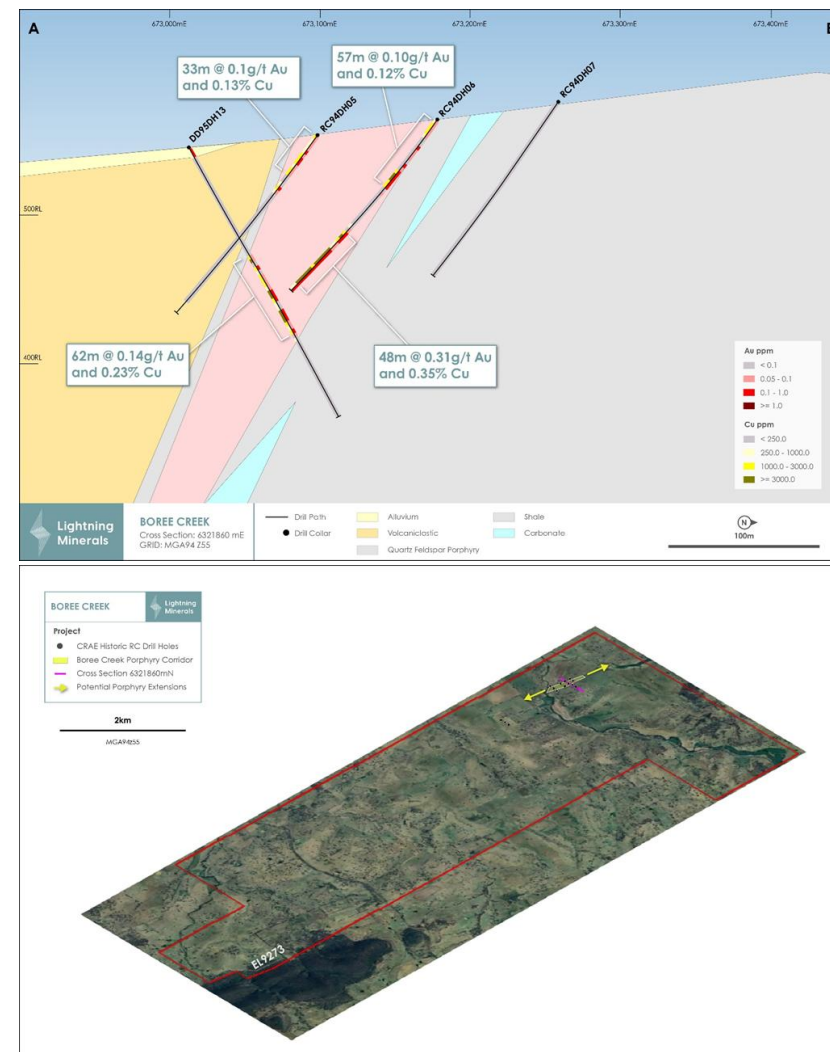 A
673,000mE
673,100mE
673,200mE
673,300mE
673,400mE
33m @ 0.1g/t Au
and 0.13% Cu
57m @ 0.10g/t Au
and 0.12% Cu
DD95DH13
RC94DH05
RC94DH06
RC94DH07
500RL
400RL
62m @ 0.14g/t Au
and 0.23% Cu
48m @ 0.31g/t Au
and 0.35% Cu
Au ppm
< 0.1
0.05 - 0.1
0.1 - 1.0
>= 1.0
Cu ppm
< 250.0
250.0 - 1000.0
1000.0 - 3000.0
>= 3000.0
Lightning
Minerals
BOREE CREEK
Cross Section: 6321860 mE
GRID: MGA94 Z55
Drill Path
Drill Collar
Alluvium
Volcaniclastic
Quartz Feldspar Porphyry
Shale
Carbonate
N
100m
BOREE CREEK
Lightning
Minerals
Project
CRAE Historic RC Drill Holes
Boree Creek Porphyry Corridor
Cross Section 6321860mN
Potential Porphyry Extensions
2km
MGA94z55
EL9273